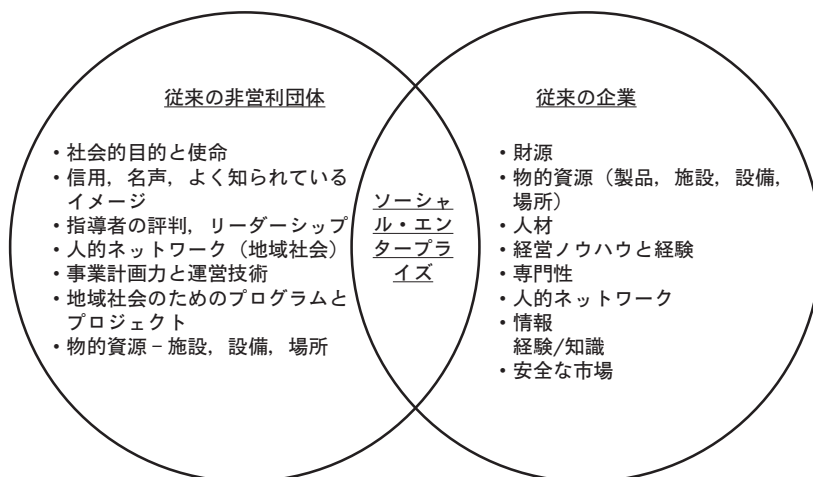 従来の非営利団体
・社会的目的と使命
・信用，名声，よく知られている
イメージ
・指導者の評判，リーダーシップ
・人的ネットワーク（地域社会）
・事業計画力と運営技術
・地域社会のためのプログラムと
プロジェクト
・物的資源－施設，設備，場所
ソーシャ
ル・エン
タープラ
イズ
従来の企業
・財源
・物的資源（製品，施設，設備，
場所）
・人材
・経営ノウハウと経験
・専門性
・人的ネットワーク
・情報
経験/知識
・安全な市場